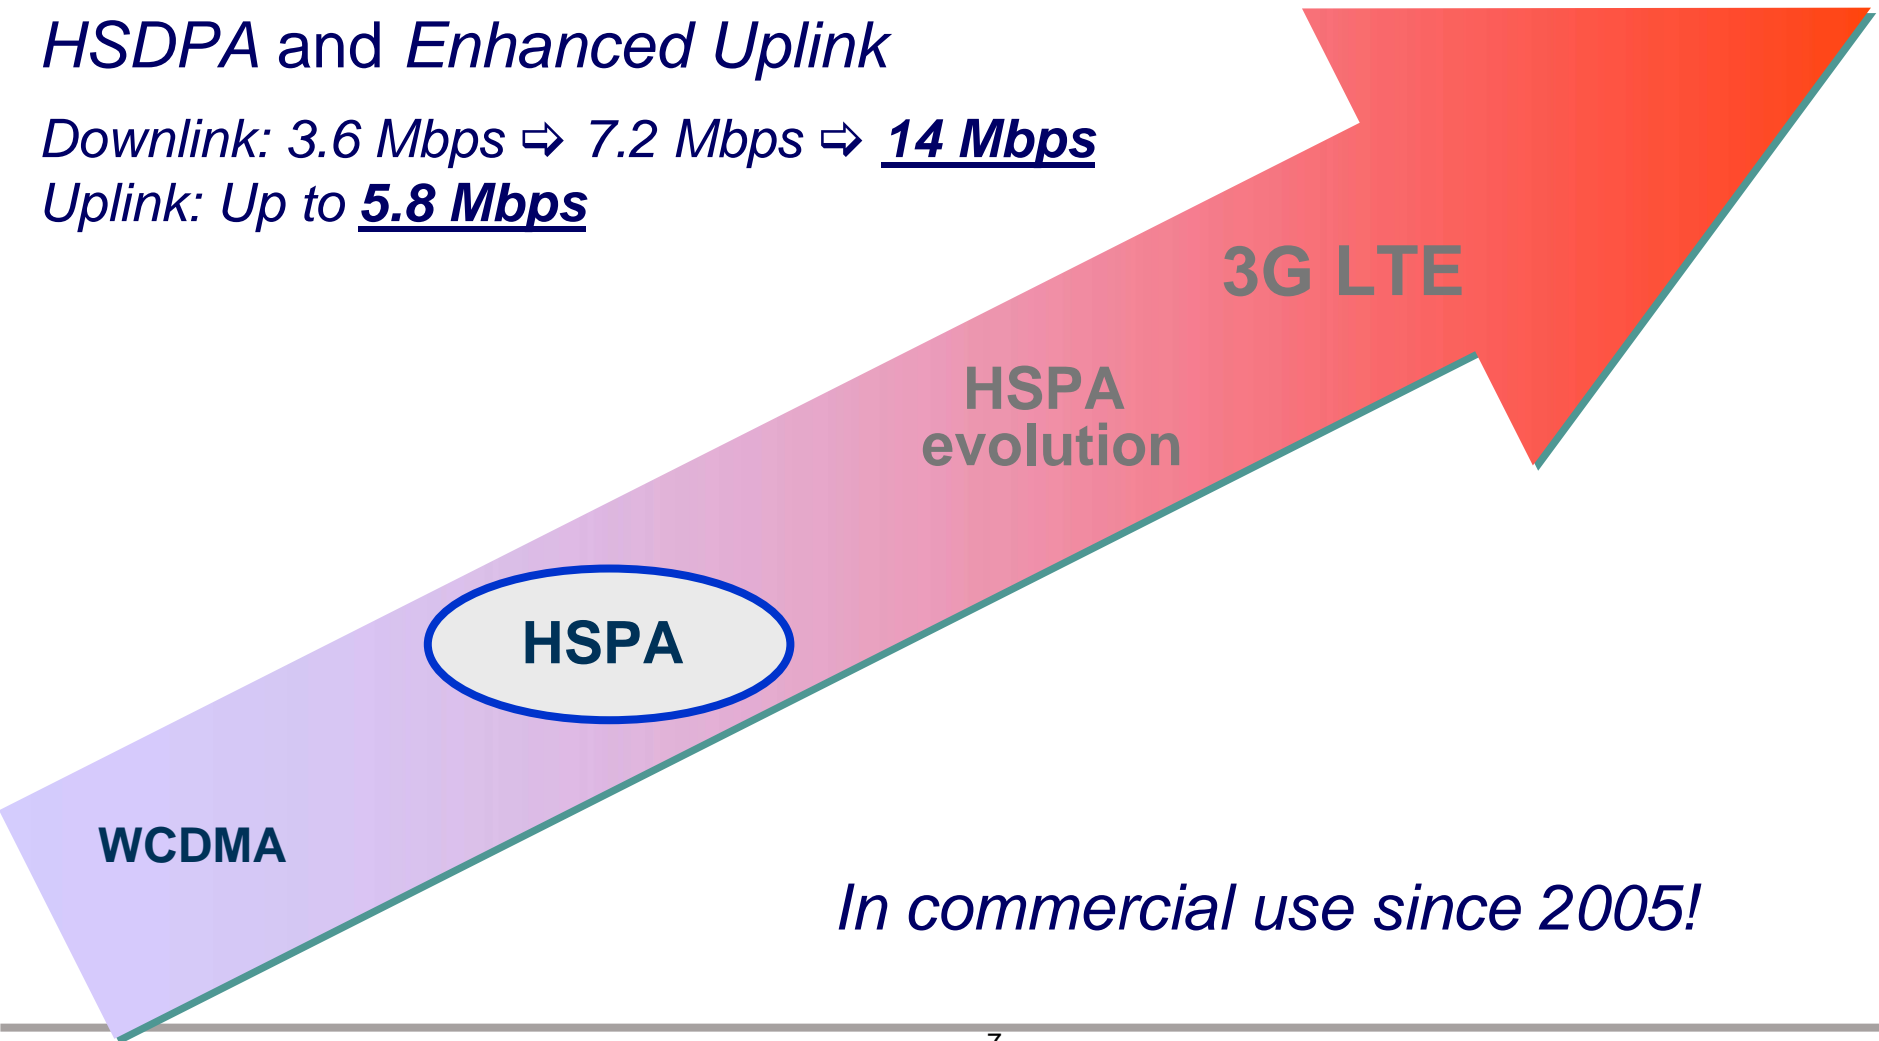 HSDPA and Enhanced Uplink
Downlink: 3.6 Mbps ⇨ 7.2 Mbps ⇨ 14 Mbps
Uplink: Up to 5.8 Mbps
3G LTE
HSPA
evolution
HSPA
WCDMA
In commercial use since 2005!
7